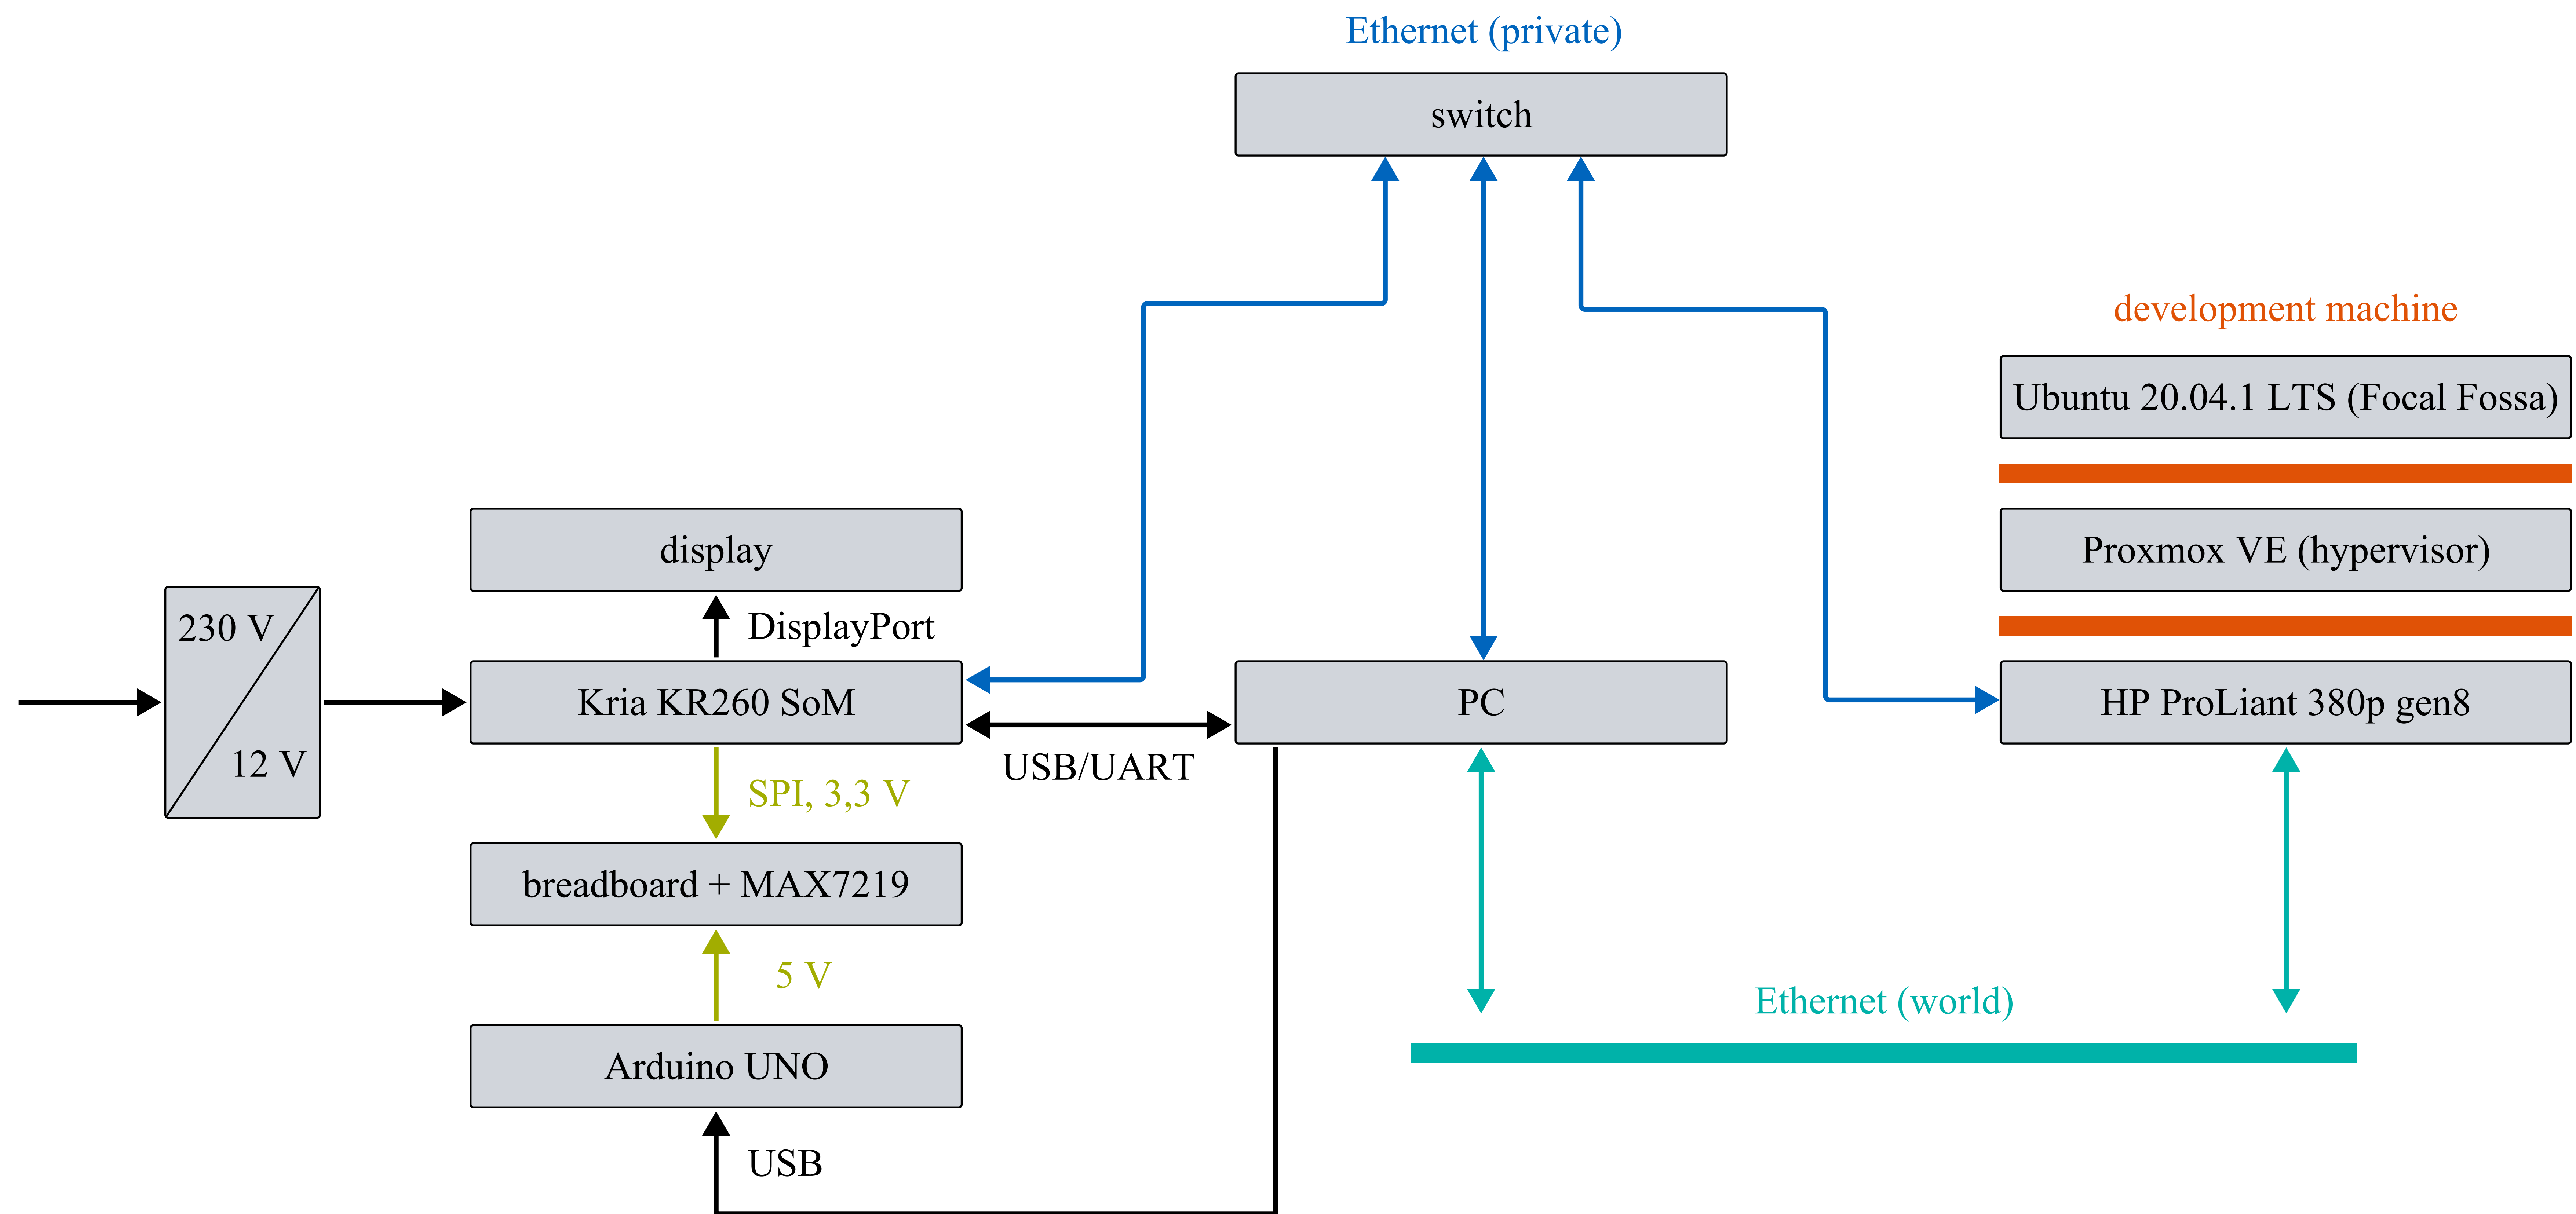 Ethernet (private)
switch
development machine
Ubuntu 20.04.1 LTS (Focal Fossa)
display
Proxmox VE (hypervisor)
230 V
12 V
DisplayPort
Kria KR260 SoM
PC
HP ProLiant 380p gen8
USB/UART
SPI, 3,3 V
breadboard + MAX7219
5 V
Ethernet (world)
Arduino UNO
USB